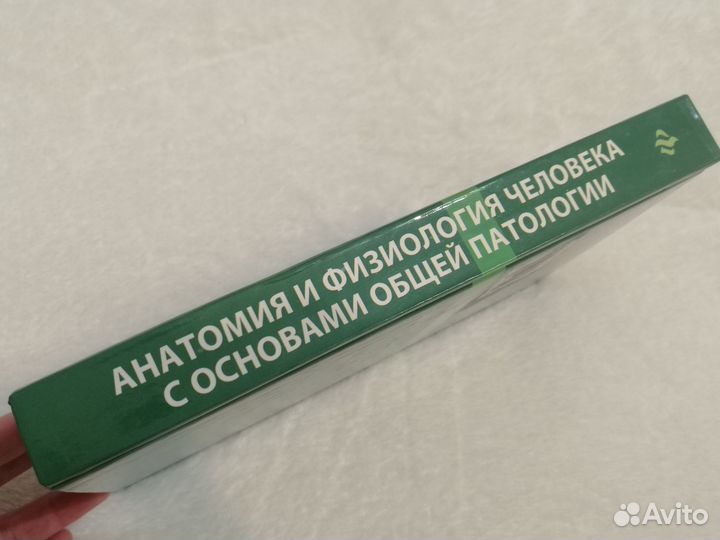 АНАТОМИЯ И ФИЗИОЛОГИЯ ЧЕЛОВЕКА
С ОСНОВАМИ ОБЩЕЙ ПАТОЛОГИИ
Avito